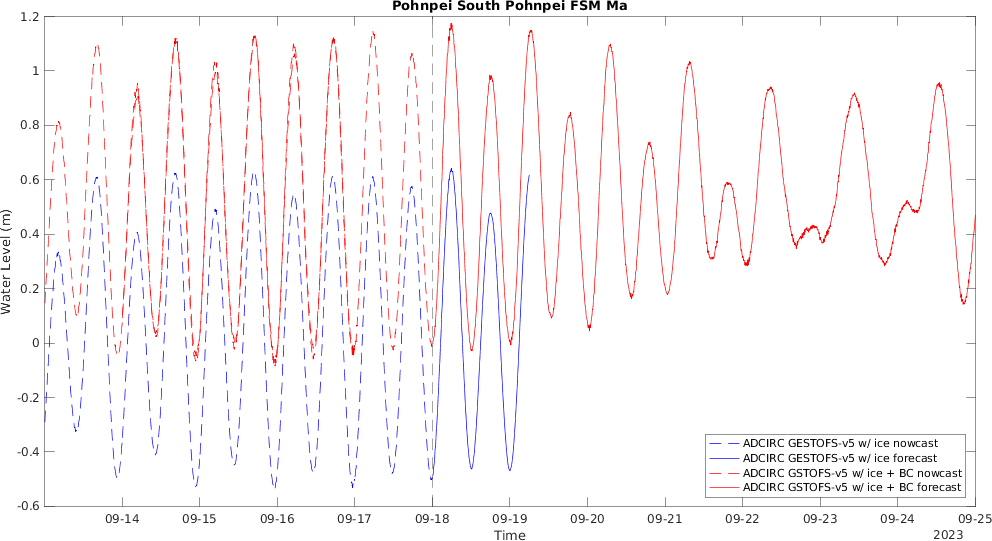 Pohnpei South Pohnpei FSM Ma
Water Level (m)
1.2
1
0.8
0.6
0.4
0.2
0
-0.2
-0.4
-0.6
ADCIRC GESTOFS-v5 w/ ice nowcast
ADCIRC GESTOFS-v5 w/ ice forecast
ADCIRC GSTOFS-v5 w/ ice + BC nowcast
ADCIRC GSTOFS-v5 w/ ice + BC forecast
09-14 09-15 09-16 09-17 09-18 09-19 09-20 09-21 09-22 09-23 09-24 09-25
Time
2023